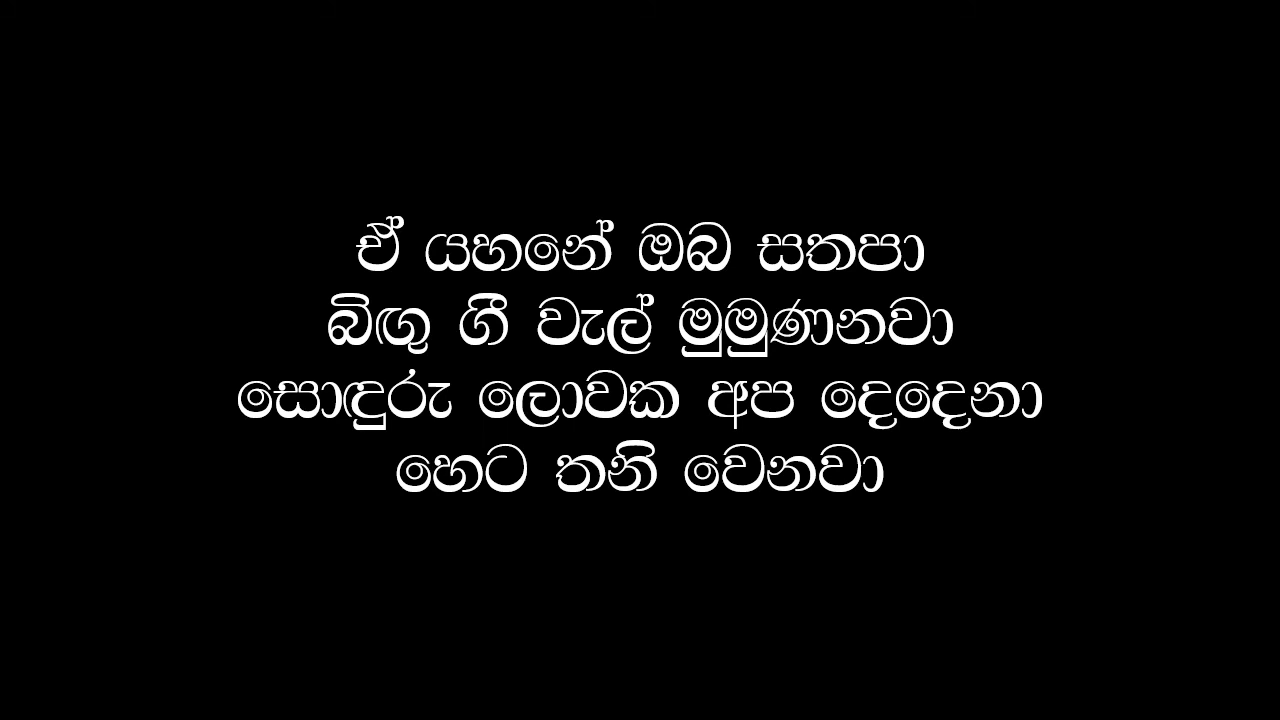 ඒ යහනේ ඔබ සතපා
බිඟු ගී වැල් මුමුණනවා
සොඳුරු ලොවක අප දෙදෙනා
හෙට තනි වෙනවා